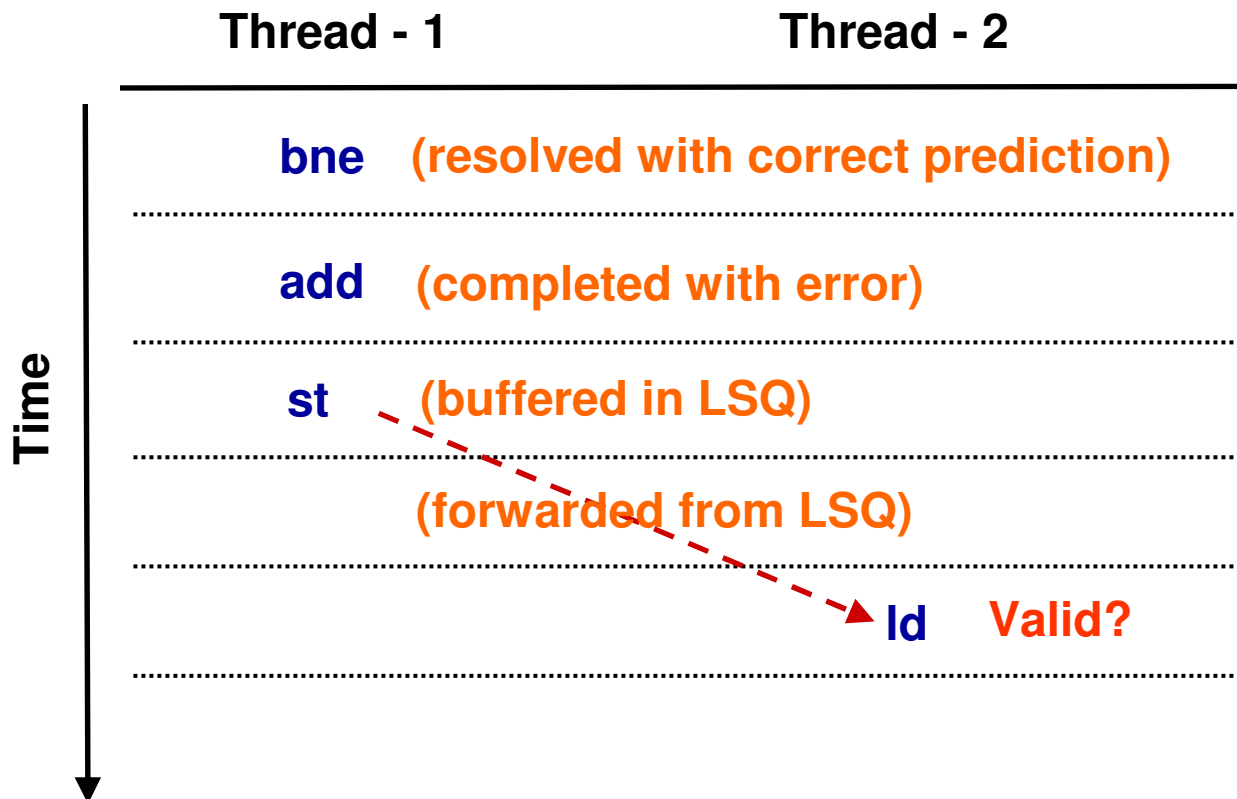 Thread - 1 Thread - 2
bne (resolved with correct prediction)
add (completed with error)
st (buffered in LSQ)
(forwarded from LSQ)
ld Valid?
Time